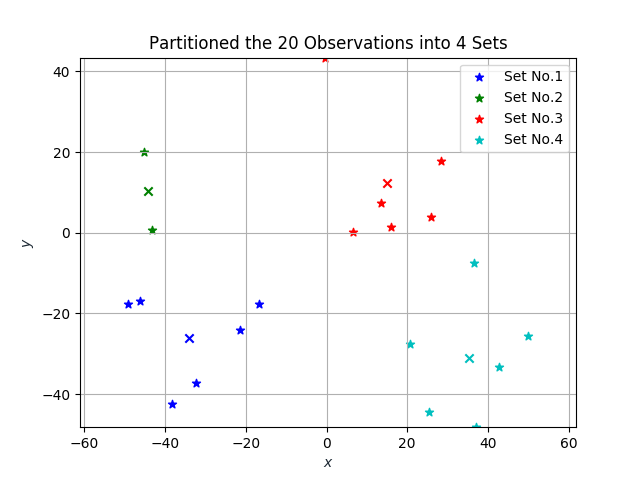 Partitioned the 20 Observations into 4 Sets
Set No.1
Set No.2
Set No.3
Set No.4
40
20
0
−20
−40
y
−60
−40
−20
0
20
40
60
x